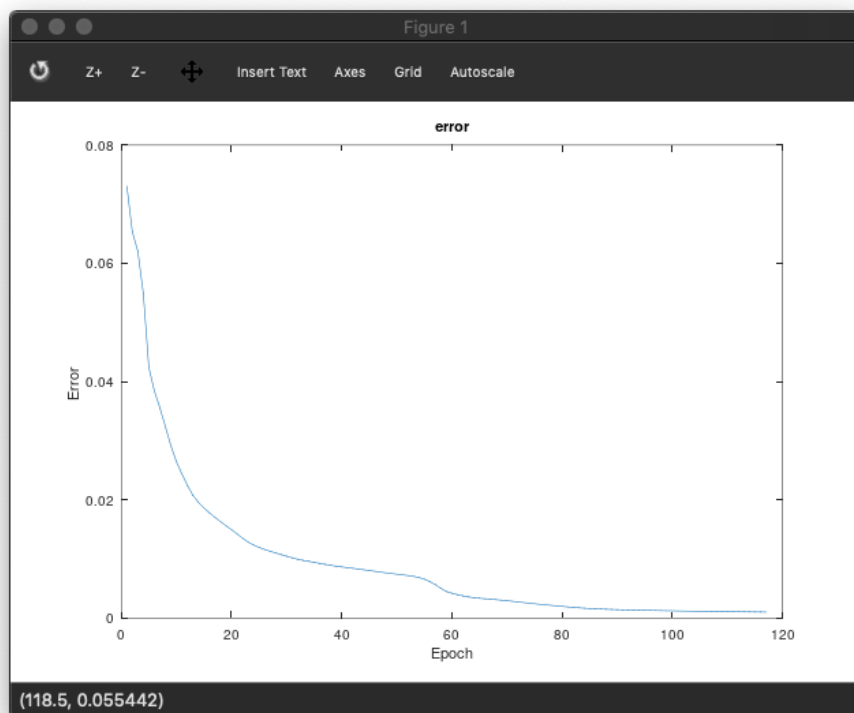 Figure 1
Z+ Z- Insert Text Axes Grid Autoscale
error
0.08
0.06
0.04
0.02
0
Error
0 20 40 60 80 100 120
Epoch
(118.5, 0.055442)